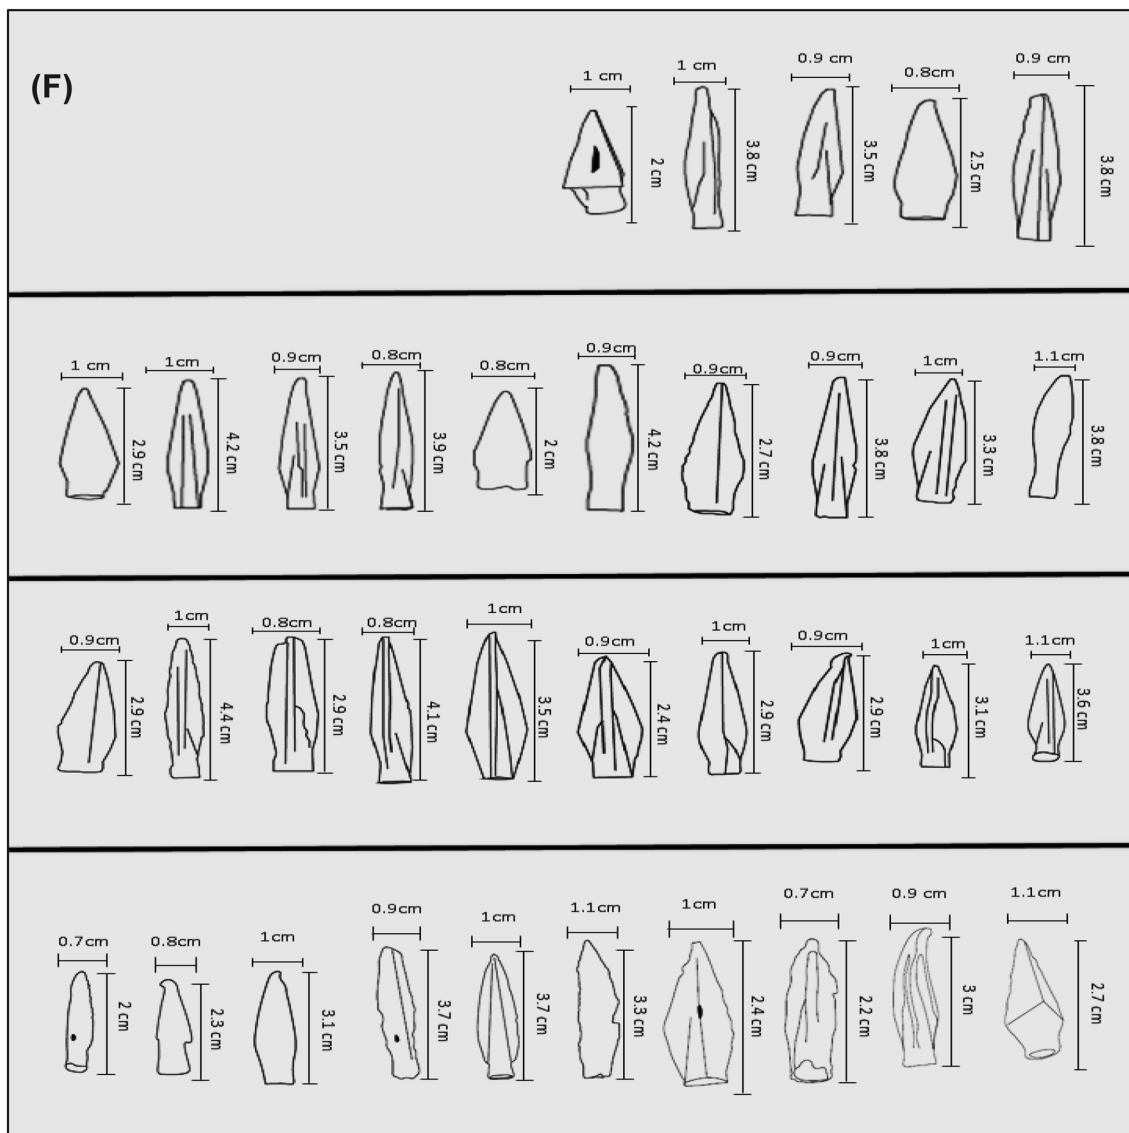 (F)
1 cm 1 cm 0.9 cm 0.8cm 0.9 cm
2 cm 3.8 cm 3.5 cm 2.5 cm 3.8 cm
1 cm 1cm 0.9cm 0.8cm 0.8cm 0.9cm 0.9cm 0.9cm 1cm 1.1cm
2.9 cm 4.2 cm 3.5 cm 3.9 cm 2 cm 4.2 cm 2.7 cm 3.8 cm 3.3 cm 3.8 cm
0.9cm 1cm 0.8cm 0.8cm 1cm 0.9cm 1cm 0.9cm 1cm 1.1cm
2.9 cm 4.4 cm 2.9 cm 4.1 cm 3.5 cm 2.4 cm 2.9 cm 2.9 cm 3.1 cm 3.6 cm
0.7cm 0.8cm 1cm 0.9cm 1cm 1.1cm 1cm 0.7cm 0.9 cm 1.1cm
2 cm 2.3 cm 3.1 cm 3.7 cm 3.7 cm 3.3 cm 2.4 cm 2.2 cm 3 cm 2.7 cm